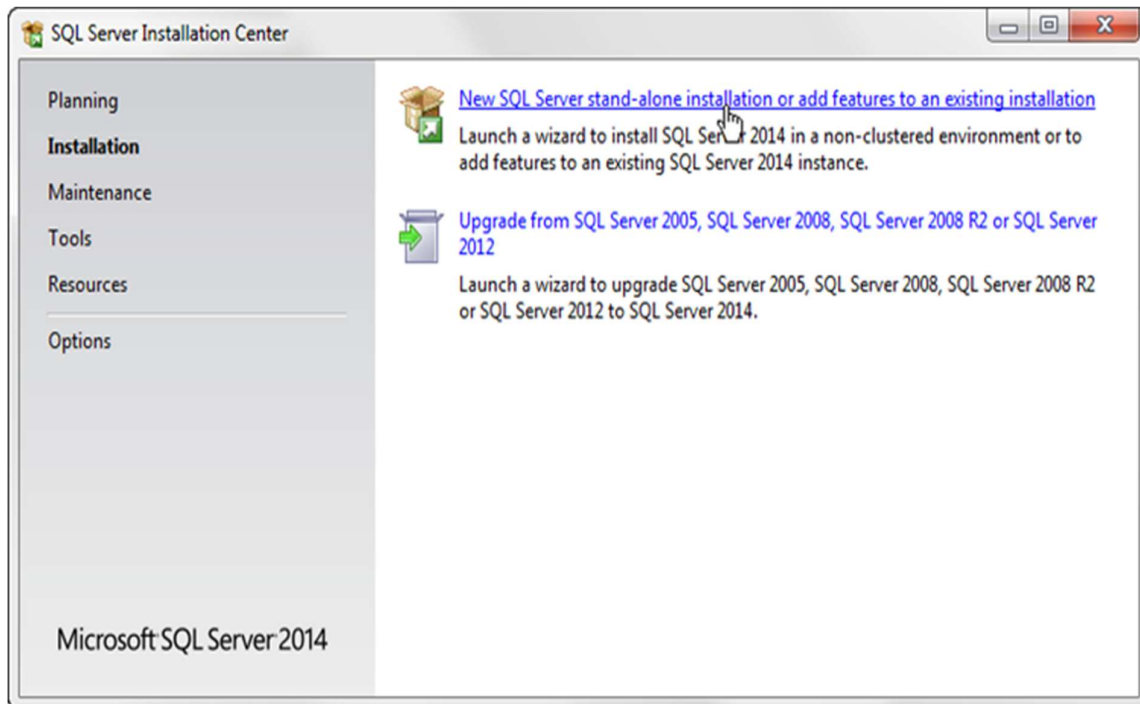 SQL Server Installation Center
Planning
Installation
Maintenance
Tools
Resources
Options
Microsoft SQL Server 2014
New SQL Server stand-alone installation or add features to an existing installation
Launch a wizard to install SQL Server 2014 in a non-clustered environment or to
add features to an existing SQL Server 2014 instance.
Upgrade from SQL Server 2005, SQL Server 2008, SQL Server 2008 R2 or SQL Server
2012
Launch a wizard to upgrade SQL Server 2005, SQL Server 2008, SQL Server 2008 R2
or SQL Server 2012 to SQL Server 2014.